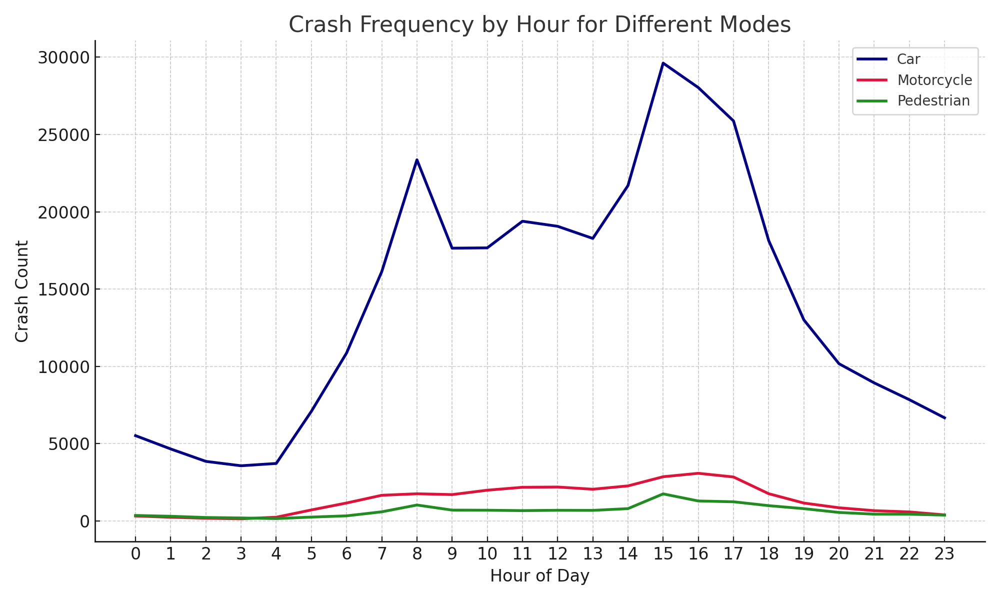 Crash Frequency by Hour for Different Modes
Car
Motorcycle
Pedestrian
30000
25000
20000
15000
10000
5000
0
Crash Count
0 1 2 3 4 5 6 7 8 9 10 11 12 13 14 15 16 17 18 19 20 21 22 23
Hour of Day